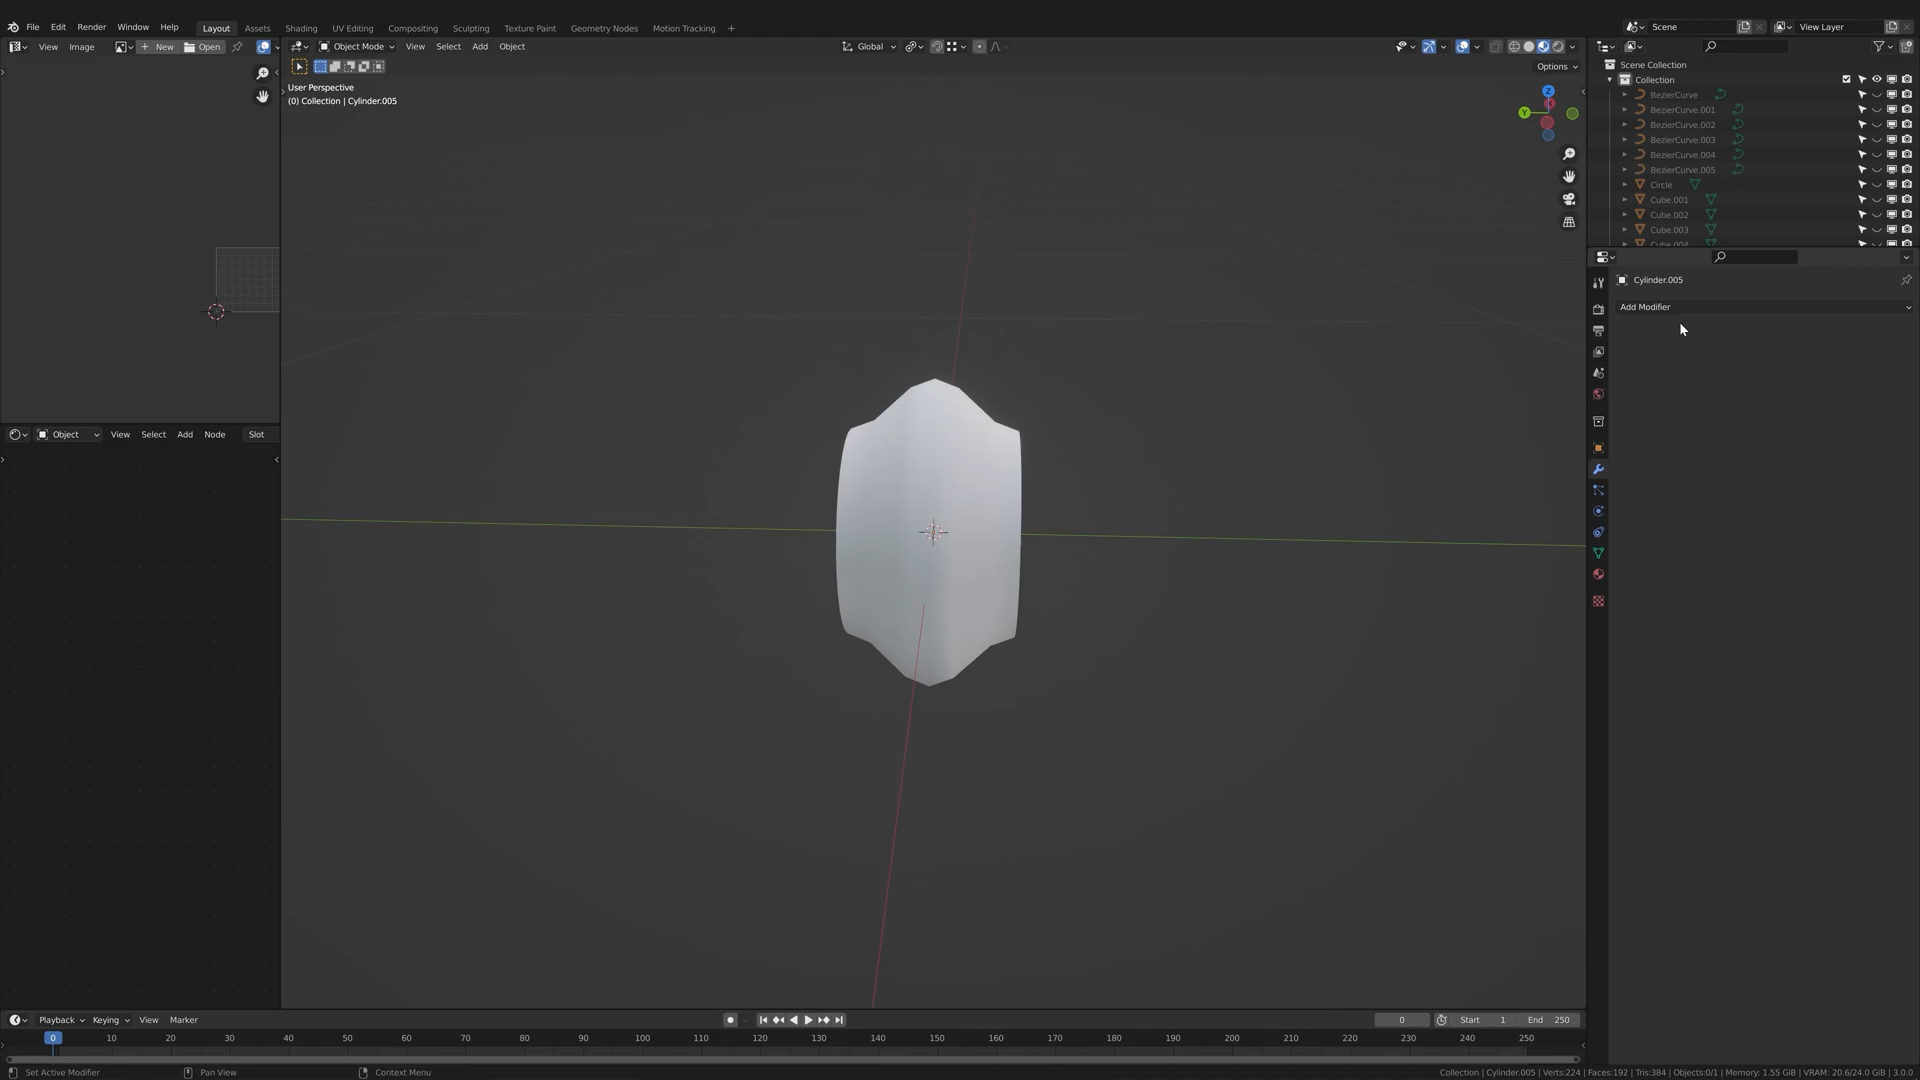 File Edit Render Window Help Layout Assets Shading UV Editing Compositing Sculpting Texture Paint Geometry Nodes Motion Tracking + Scene View Layer
View Image New Open Object Mode View Select Add Object Global
Options
User Perspective
(0) Collection | Cylinder.005
Z
Y
X
Scene Collection
Collection
BezierCurve
BezierCurve.001
BezierCurve.002
BezierCurve.003
BezierCurve.004
BezierCurve.005
Circle
Cube.001
Cube.002
Cube.003
Cube.004
Cylinder.005
Add Modifier
Object View Select Add Node Slot
Playback Keying View Marker 0 Start 1 End 250
0 10 20 30 40 50 60 70 80 90 100 110 120 130 140 150 160 170 180 190 200 210 220 230 240 250
Set Active Modifier Pan View Context Menu Collection | Cylinder.005 | Verts:224 | Faces:192 | Tris:384 | Objects:0/1 | Memory: 1.55 GiB | VRAM: 20.6/24.0 GiB | 3.0.0